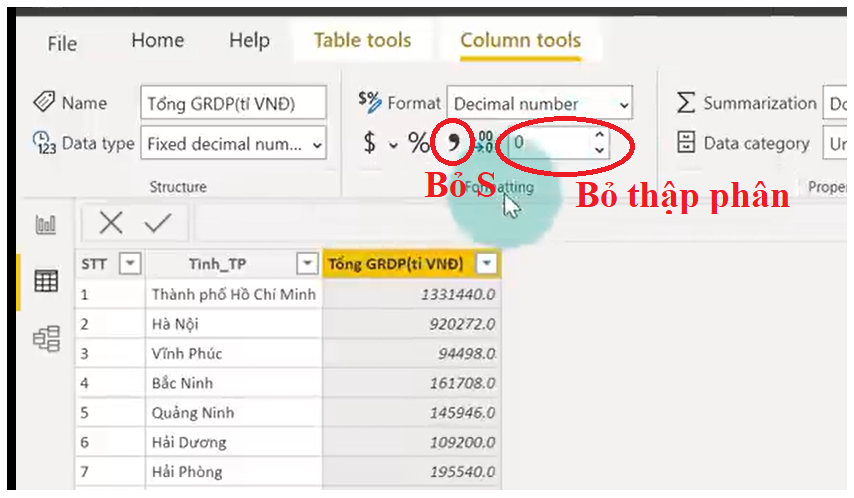 File Home Help Table tools Column tools
Name Tổng GRDP(tỉ VNĐ) $% Format Decimal number Σ Summarization Do
123 Data type Fixed decimal num... $ % , .00 →.0 0 Data category Un
Structure Formatting Prope
Bỏ S Bỏ thập phân
STT Tỉnh_TP Tổng GRDP(tỉ VNĐ)
1 Thành phố Hồ Chí Minh 1331440.0
2 Hà Nội 920272.0
3 Vĩnh Phúc 94498.0
4 Bắc Ninh 161708.0
5 Quảng Ninh 145946.0
6 Hải Dương 109200.0
7 Hải Phòng 195540.0